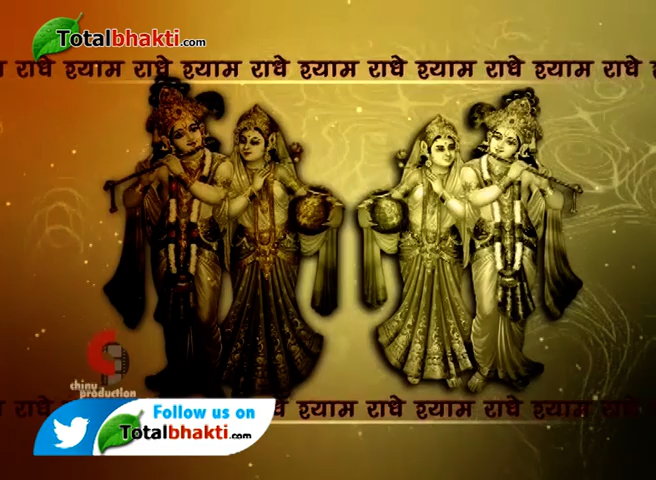 Totalbhakti.com
राधे श्याम राधे श्याम राधे श्याम राधे श्याम राधे श्याम राधे
chinu
production
राधे श्याम राधे श्याम राधे श्याम राधे
Follow us on
Totalbhakti.com